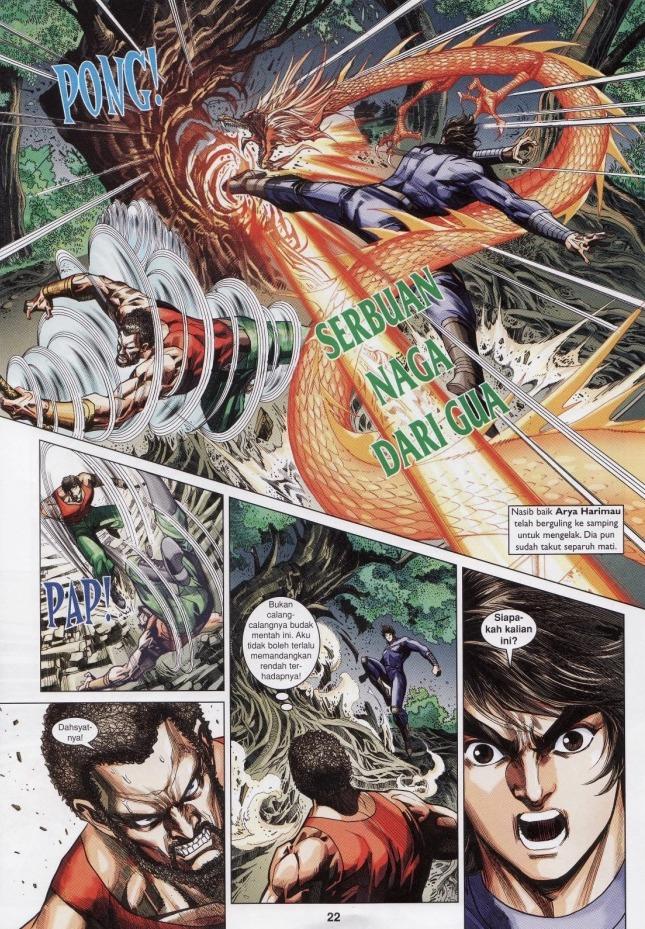 PONG!
SERBUAN
NAGA
DARI GUA
Nasib baik Arya Harimau
telah berguling ke samping
untuk mengelak. Dia pun
sudah takut separuh mati.
PAP!
Bukan
calang-
calangnya budak
mentah ini. Aku
tidak boleh terlalu
memandangkan
rendah ter-
hadapnya!
Siapa-
kah kalian
ini?
Dahsyat-
nya!
22